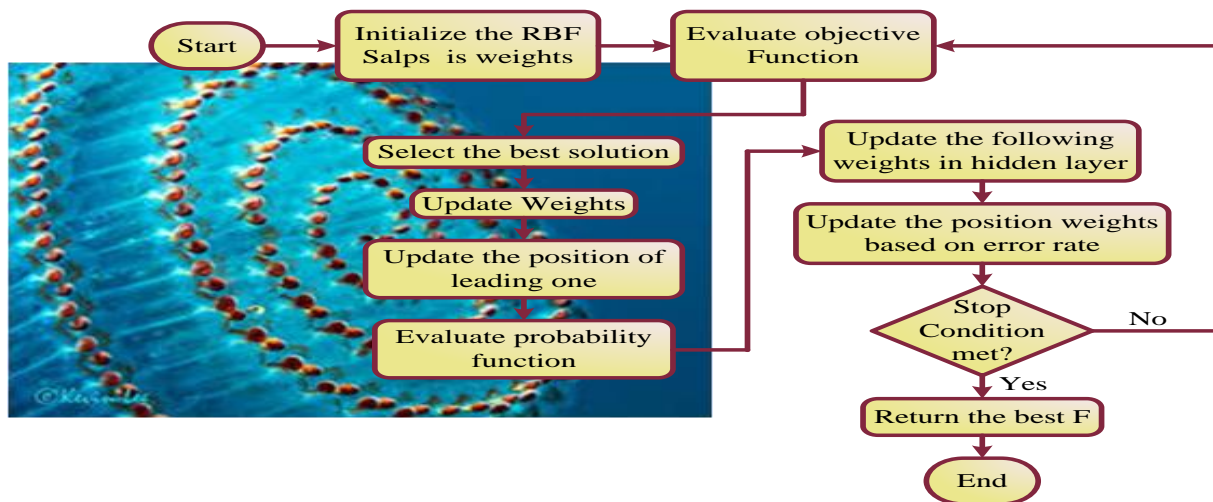 Start
Initialize the RBF
Salps is weights
Evaluate objective
Function
Select the best solution
Update Weights
Update the position of
leading one
Evaluate probability
function
Update the following
weights in hidden layer
Update the position weights
based on error rate
Stop
Condition
met?
No
Yes
Return the best F
End